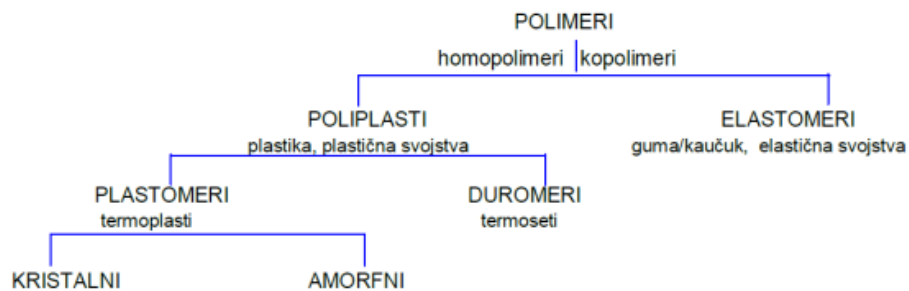 POLIMERI
homopolimeri kopolimeri
POLIPLASTI ELASTOMERI
plastika, plastična svojstva guma/kaučuk, elastična svojstva
PLASTOMERI DUROMERI
termoplasti termoseti
KRISTALNI AMORFNI